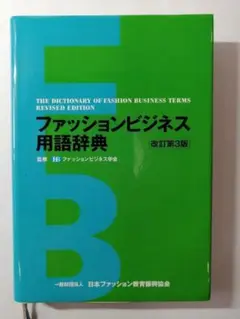 THE DICTIONARY OF FASHION BUSINESS TERMS
REVISED EDITION
ファッションビジネス
用語辞典
[改訂第3版]
監修 ファッションビジネス学会
一般財団法人 日本ファッション教育振興協会